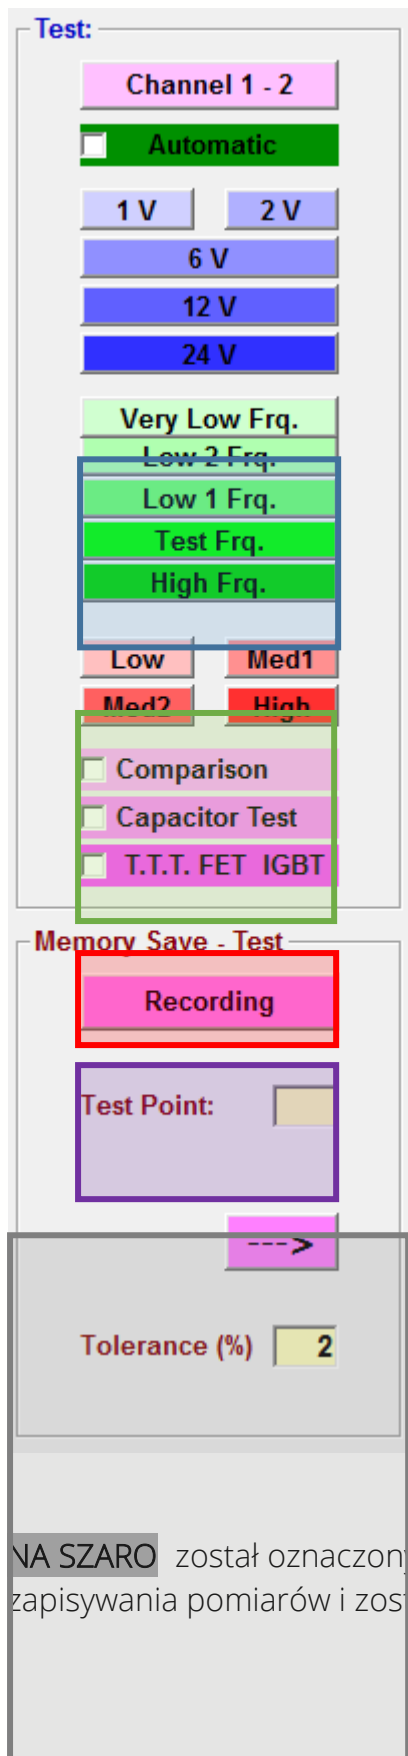 Test:
Channel 1 - 2
Automatic
1 V 2 V
6 V
12 V
24 V
Very Low Frq.
Low 2 Frq.
Low 1 Frq.
Test Frq.
High Frq.
Low Med1
Med2 High
Comparison
Capacitor Test
T.T.T. FET IGBT
Memory Save - Test
Recording
Test Point:
--->
Tolerance (%) 2
NA SZARO został oznaczon
zapisywania pomiarów i zos